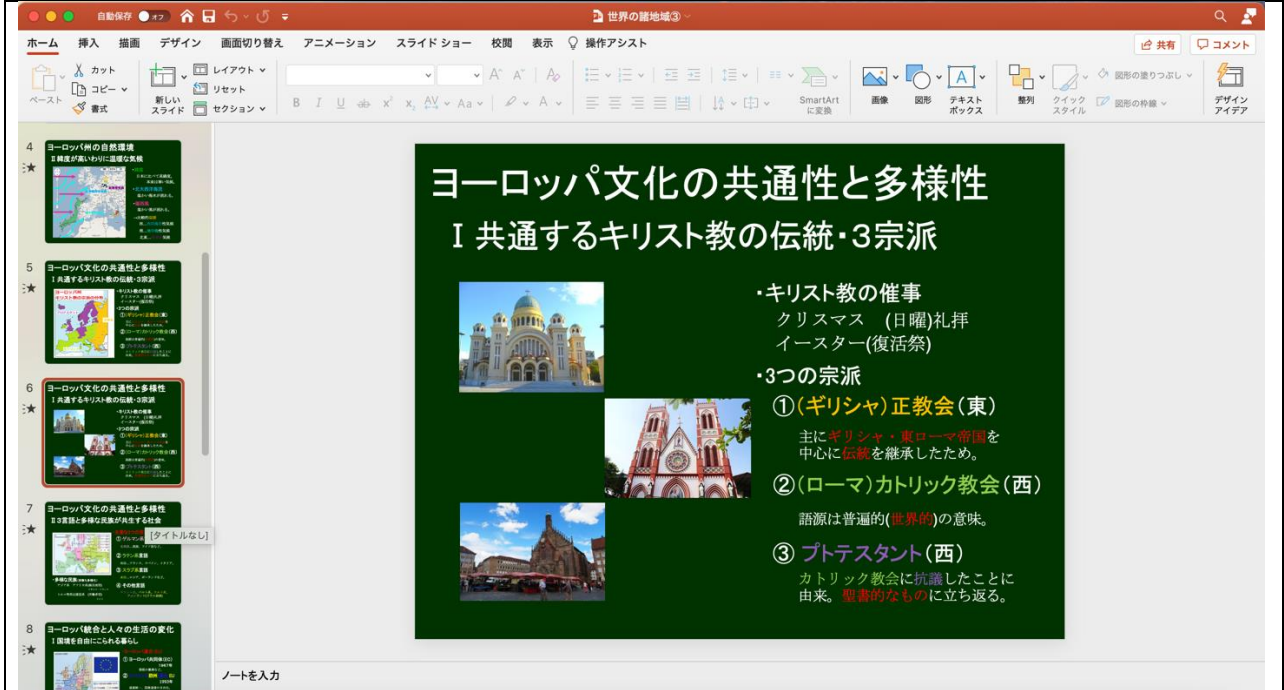 自動保存 オフ
世界の諸地域③
ホーム 挿入 描画 デザイン 画面切り替え アニメーション スライド ショー 校閲 表示 操作アシスト
共有 コメント
ペースト
カット
コピー
書式
新しい
スライド
レイアウト
リセット
セクション
SmartArt
に変換
画像
図形
テキスト
ボックス
整列
クイック
スタイル
図形の塗りつぶし
図形の枠線
デザイン
アイデア
4
ヨーロッパ州の自然環境
Ⅱ緯度が高いわりに温暖な気候
5
ヨーロッパ文化の共通性と多様性
Ⅰ共通するキリスト教の伝統・3宗派
6
ヨーロッパ文化の共通性と多様性
Ⅰ共通するキリスト教の伝統・3宗派
7
ヨーロッパ文化の共通性と多様性
Ⅱ3言語と多様な民族が共生する社会
[タイトルなし]
8
ヨーロッパ統合と人々の生活の変化
Ⅰ国境を自由にこられる暮らし
ヨーロッパ文化の共通性と多様性
Ⅰ共通するキリスト教の伝統・3宗派
・キリスト教の催事
クリスマス (日曜)礼拝
イースター(復活祭)
・3つの宗派
①(ギリシャ)正教会(東)
主にギリシャ・東ローマ帝国を
中心に伝統を継承したため。
②(ローマ)カトリック教会(西)
語源は普遍的(世界的)の意味。
③ プトテスタント(西)
カトリック教会に抗議したことに
由来。聖書的なものに立ち返る。
ノートを入力